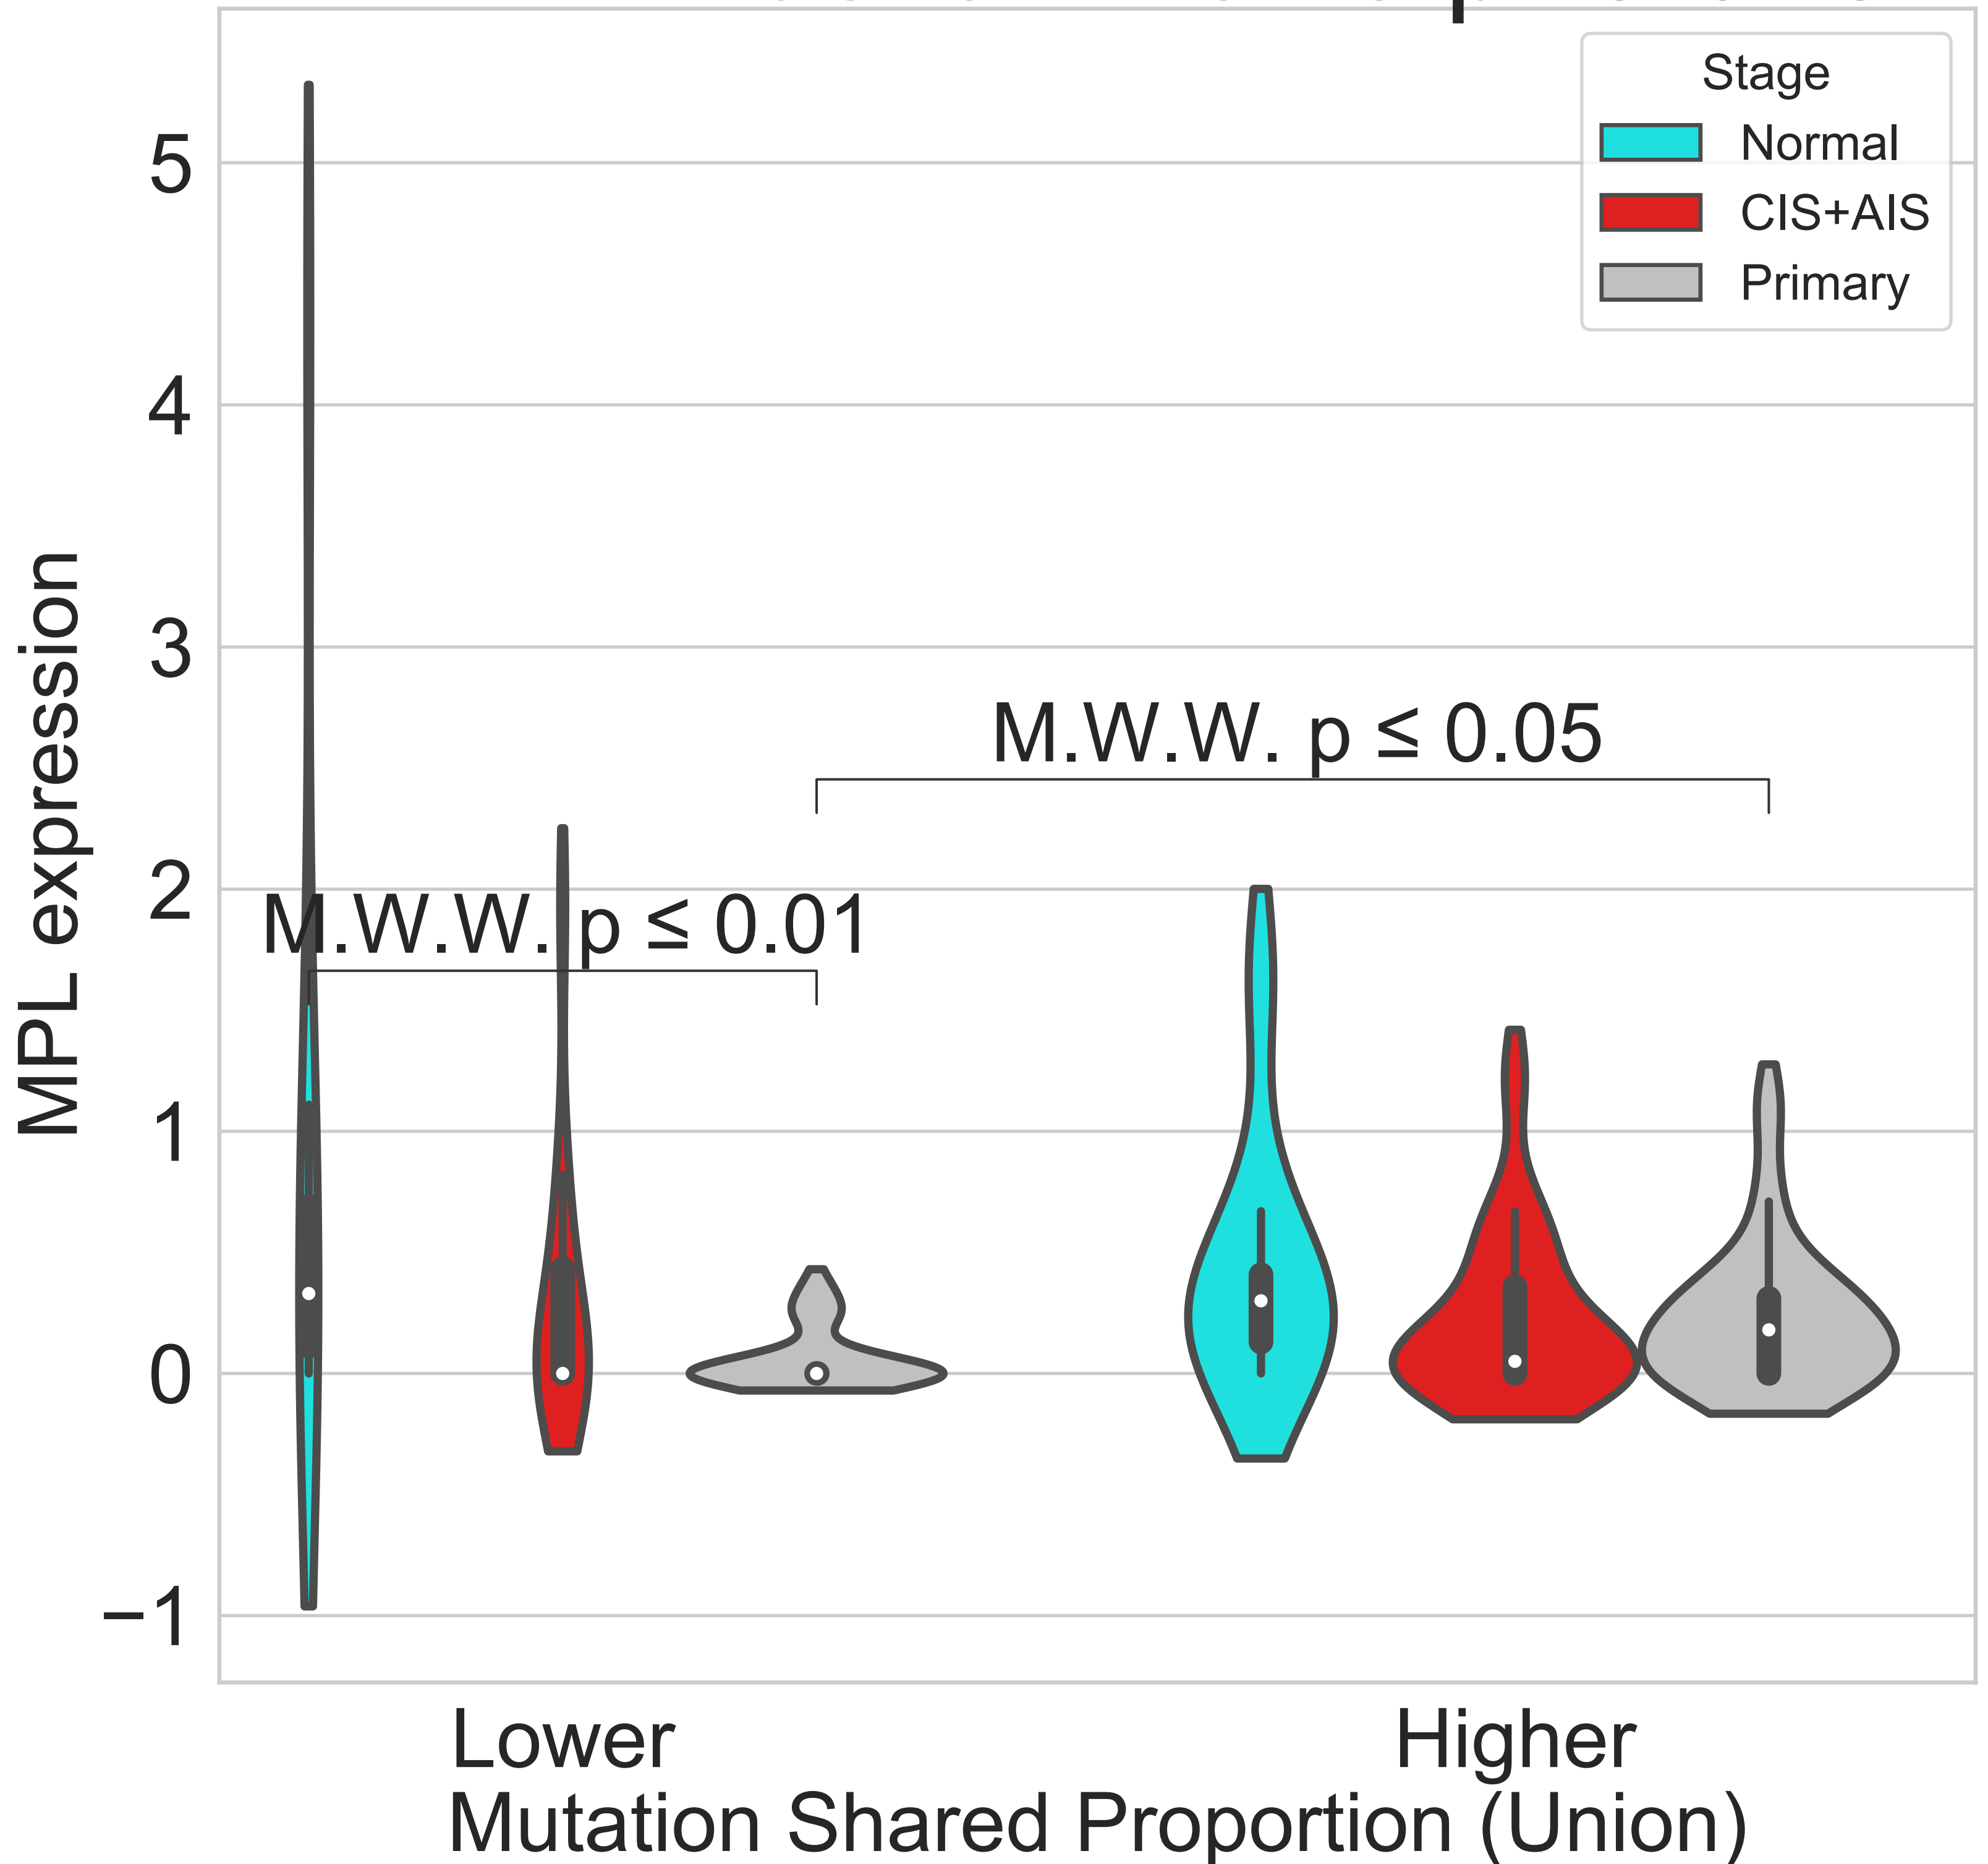 Stage
Normal
CIS+AIS
Primary
5
4
3
2
1
0
−1
MPL expression
M.W.W. p ≤ 0.05
M.W.W. p ≤ 0.01
Lower
Higher
Mutation Shared Proportion (Union)